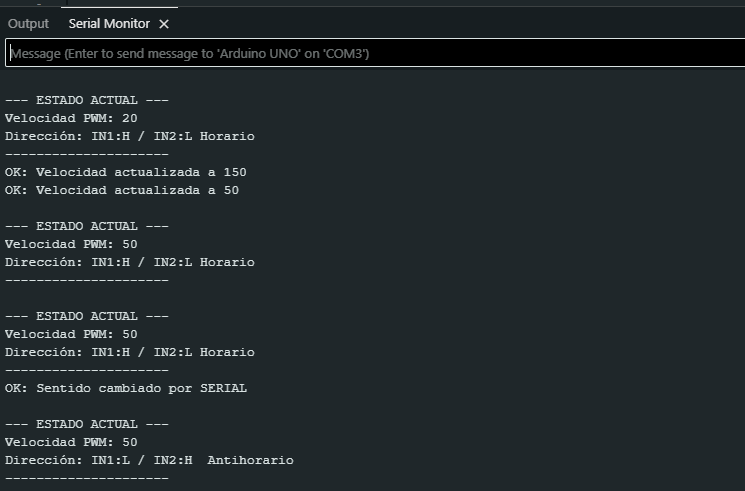 Output Serial Monitor
Message (Enter to send message to 'Arduino UNO' on 'COM3')
--- ESTADO ACTUAL ---
Velocidad PWM: 20
Dirección: IN1:H / IN2:L Horario
---------------------
OK: Velocidad actualizada a 150
OK: Velocidad actualizada a 50
--- ESTADO ACTUAL ---
Velocidad PWM: 50
Dirección: IN1:H / IN2:L Horario
---------------------
--- ESTADO ACTUAL ---
Velocidad PWM: 50
Dirección: IN1:H / IN2:L Horario
---------------------
OK: Sentido cambiado por SERIAL
--- ESTADO ACTUAL ---
Velocidad PWM: 50
Dirección: IN1:L / IN2:H  Antihorario
---------------------